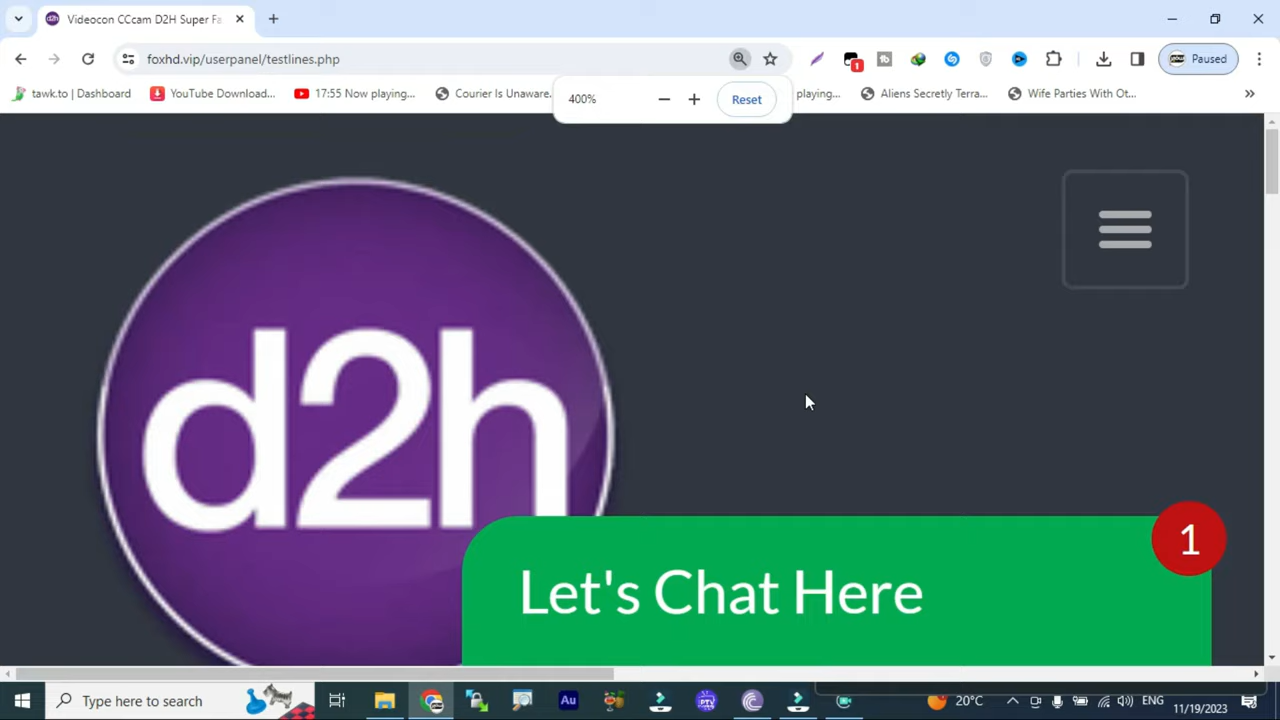 Videocon CCcam D2H Super Fa
foxhd.vip/userpanel/testlines.php
1
Paused
tawk.to | Dashboard
YouTube Download...
17:55 Now playing...
Courier Is Unaware.
playing...
Aliens Secretly Terra...
Wife Parties With Ot...
400%
Reset
d2h
1
Let's Chat Here
Type here to search
Au
20°C
ENG
11/19/2023